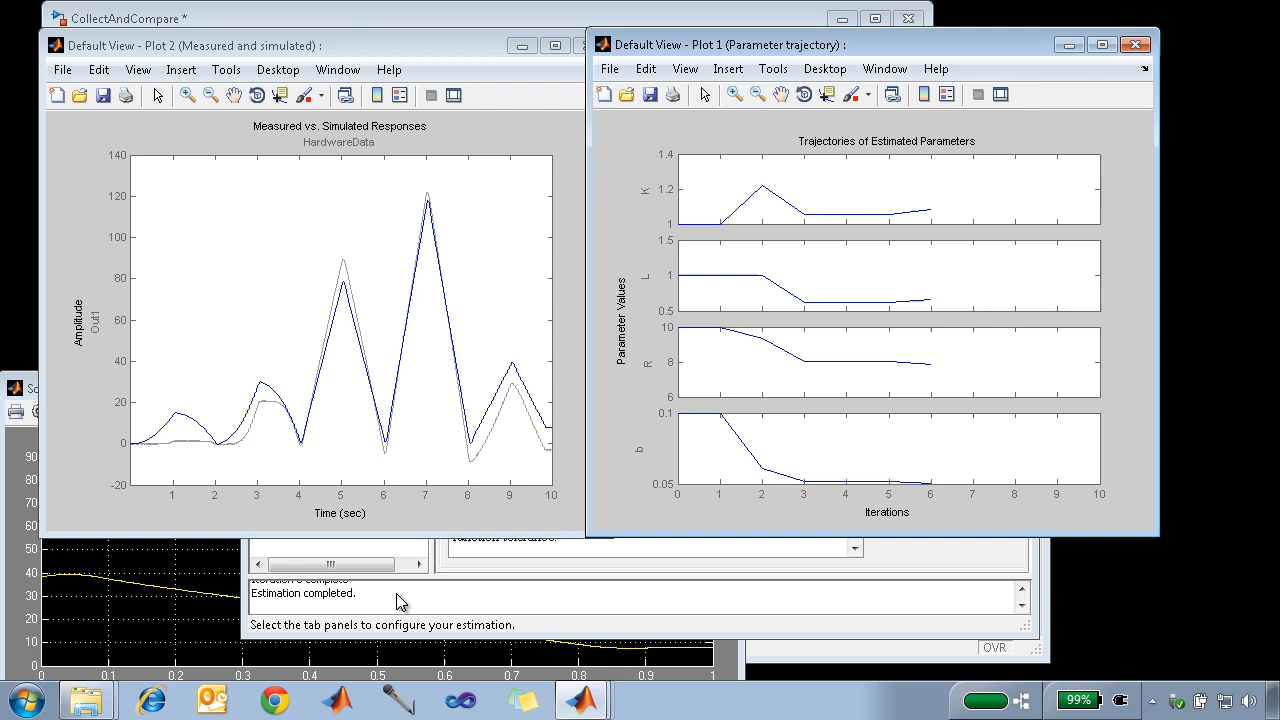 CollectAndCompare *
Default View - Plot 2 (Measured and simulated) :
File Edit View Insert Tools Desktop Window Help
Measured vs. Simulated Responses
HardwareData
140
120
100
80
60
40
20
0
-20
Amplitude
Out1
1 2 3 4 5 6 7 8 9 10
Time (sec)
Default View - Plot 1 (Parameter trajectory) :
File Edit View Insert Tools Desktop Window Help
Trajectories of Estimated Parameters
1.4
1.2
1
K
1.5
1
0.5
L
10
8
6
R
0.1
0.05
b
Parameter Values
0 1 2 3 4 5 6 7 8 9 10
Iterations
Estimation completed.
Select the tab panels to configure your estimation.
OVR
Sc
90
80
70
60
50
40
30
20
10
0
0 0.1 0.2 0.3 0.4 0.5 0.6 0.7 0.8 0.9 1
99%